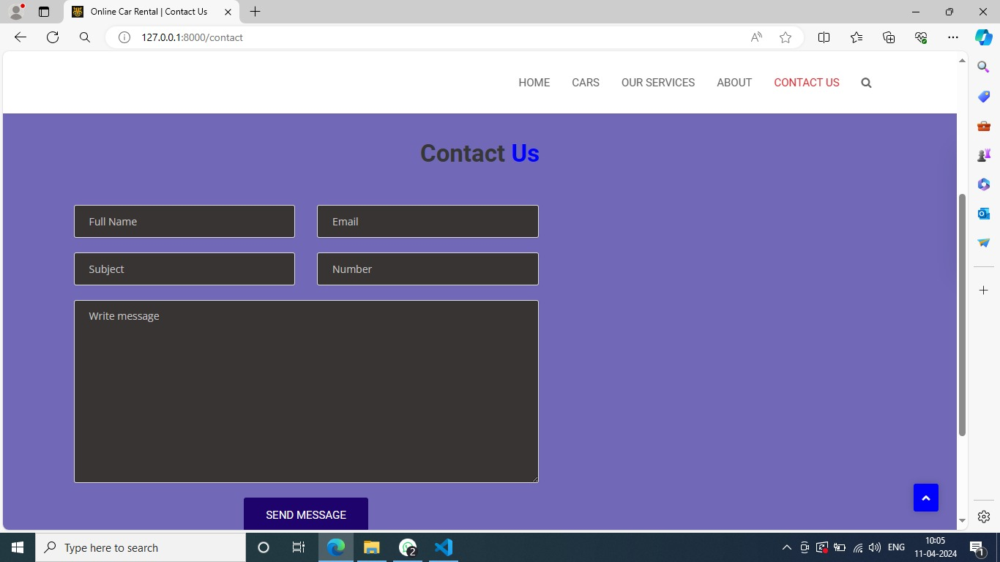 Online Car Rental | Contact Us
127.0.0.1:8000/contact
HOME CARS OUR SERVICES ABOUT CONTACT US
Contact Us
Full Name Email
Subject Number
Write message
SEND MESSAGE
Type here to search
2
ENG
10:05
11-04-2024
1